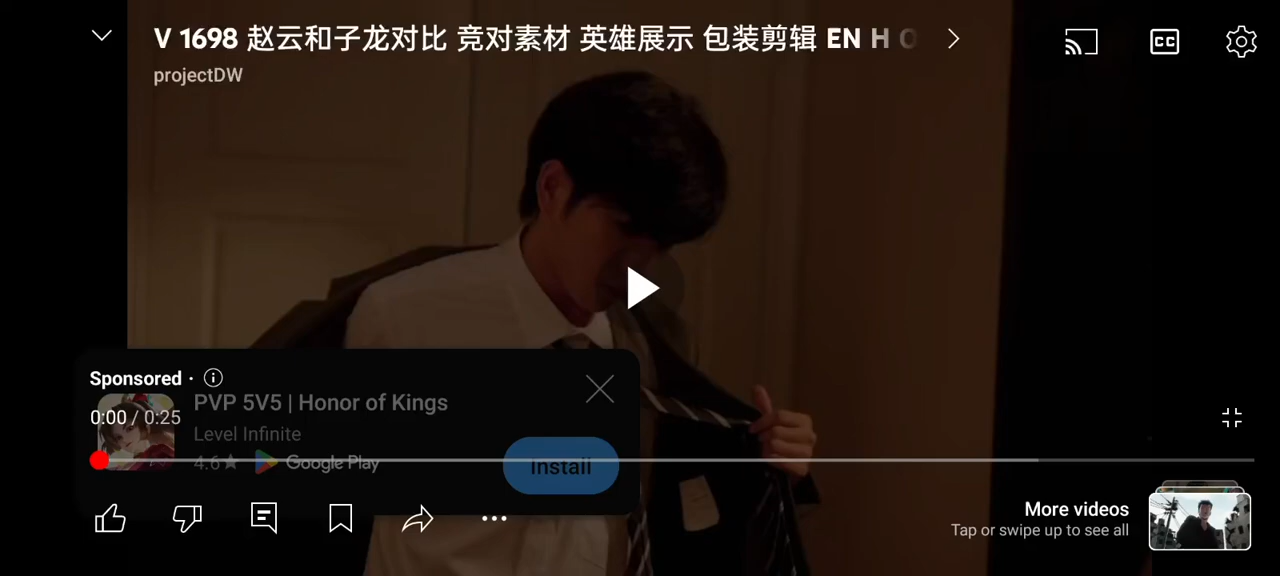 V 1698 赵云和子龙对比 竞对素材 英雄展示 包装剪辑 EN H O
projectDW
CC
Sponsored ·
PVP 5V5 | Honor of Kings
0:00 / 0:25
Level Infinite
4.6★ Google Play
Install
More videos
Tap or swipe up to see all